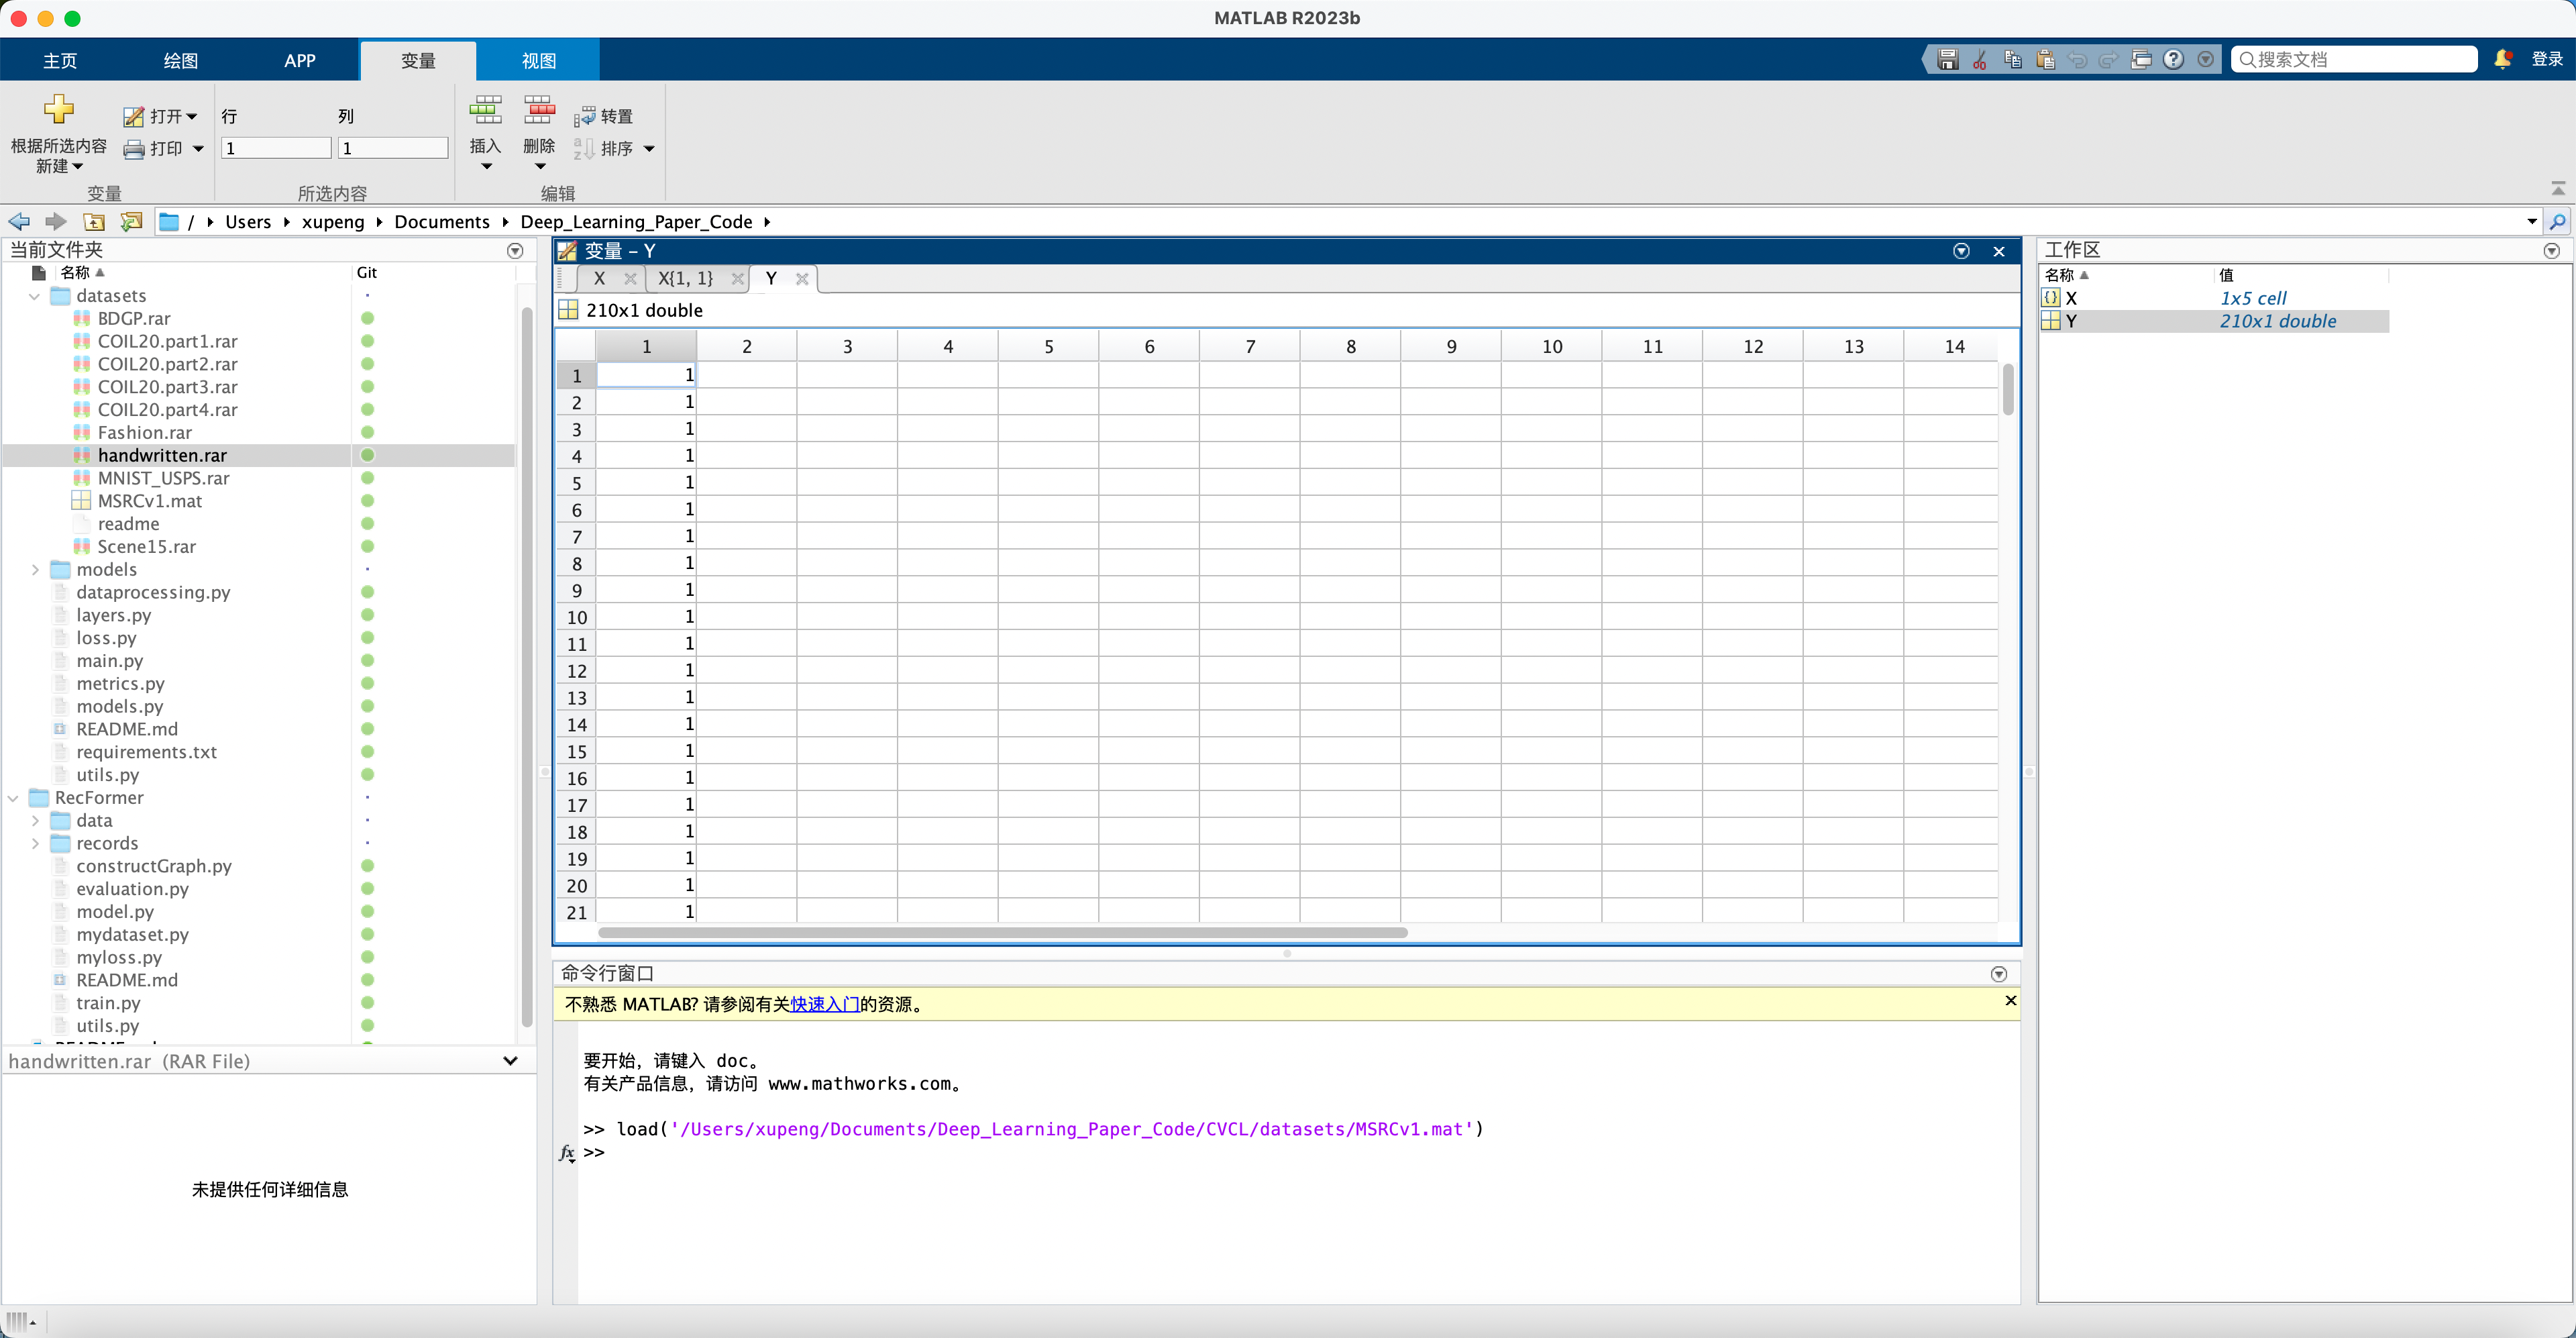 MATLAB R2023b
主页 绘图 APP 变量 视图 搜索文档 登录
根据所选内容
新建
打开
打印
变量
行 列
1 1
所选内容
插入 删除 转置
排序
编辑
/ Users xupeng Documents Deep_Learning_Paper_Code
当前文件夹
名称 Git
datasets
BDGP.rar
COIL20.part1.rar
COIL20.part2.rar
COIL20.part3.rar
COIL20.part4.rar
Fashion.rar
handwritten.rar
MNIST_USPS.rar
MSRCv1.mat
readme
Scene15.rar
models
dataprocessing.py
layers.py
loss.py
main.py
metrics.py
models.py
README.md
requirements.txt
utils.py
RecFormer
data
records
constructGraph.py
evaluation.py
model.py
mydataset.py
myloss.py
README.md
train.py
utils.py
handwritten.rar (RAR File)
未提供任何详细信息
变量 – Y
X X{1, 1} Y
210x1 double
1 2 3 4 5 6 7 8 9 10 11 12 13 14
1 1
2 1
3 1
4 1
5 1
6 1
7 1
8 1
9 1
10 1
11 1
12 1
13 1
14 1
15 1
16 1
17 1
18 1
19 1
20 1
21 1
命令行窗口
不熟悉 MATLAB? 请参阅有关快速入门的资源。
要开始，请键入 doc。
有关产品信息，请访问 www.mathworks.com。
>> load('/Users/xupeng/Documents/Deep_Learning_Paper_Code/CVCL/datasets/MSRCv1.mat')
fx >>
工作区
名称 值
X 1x5 cell
Y 210x1 double